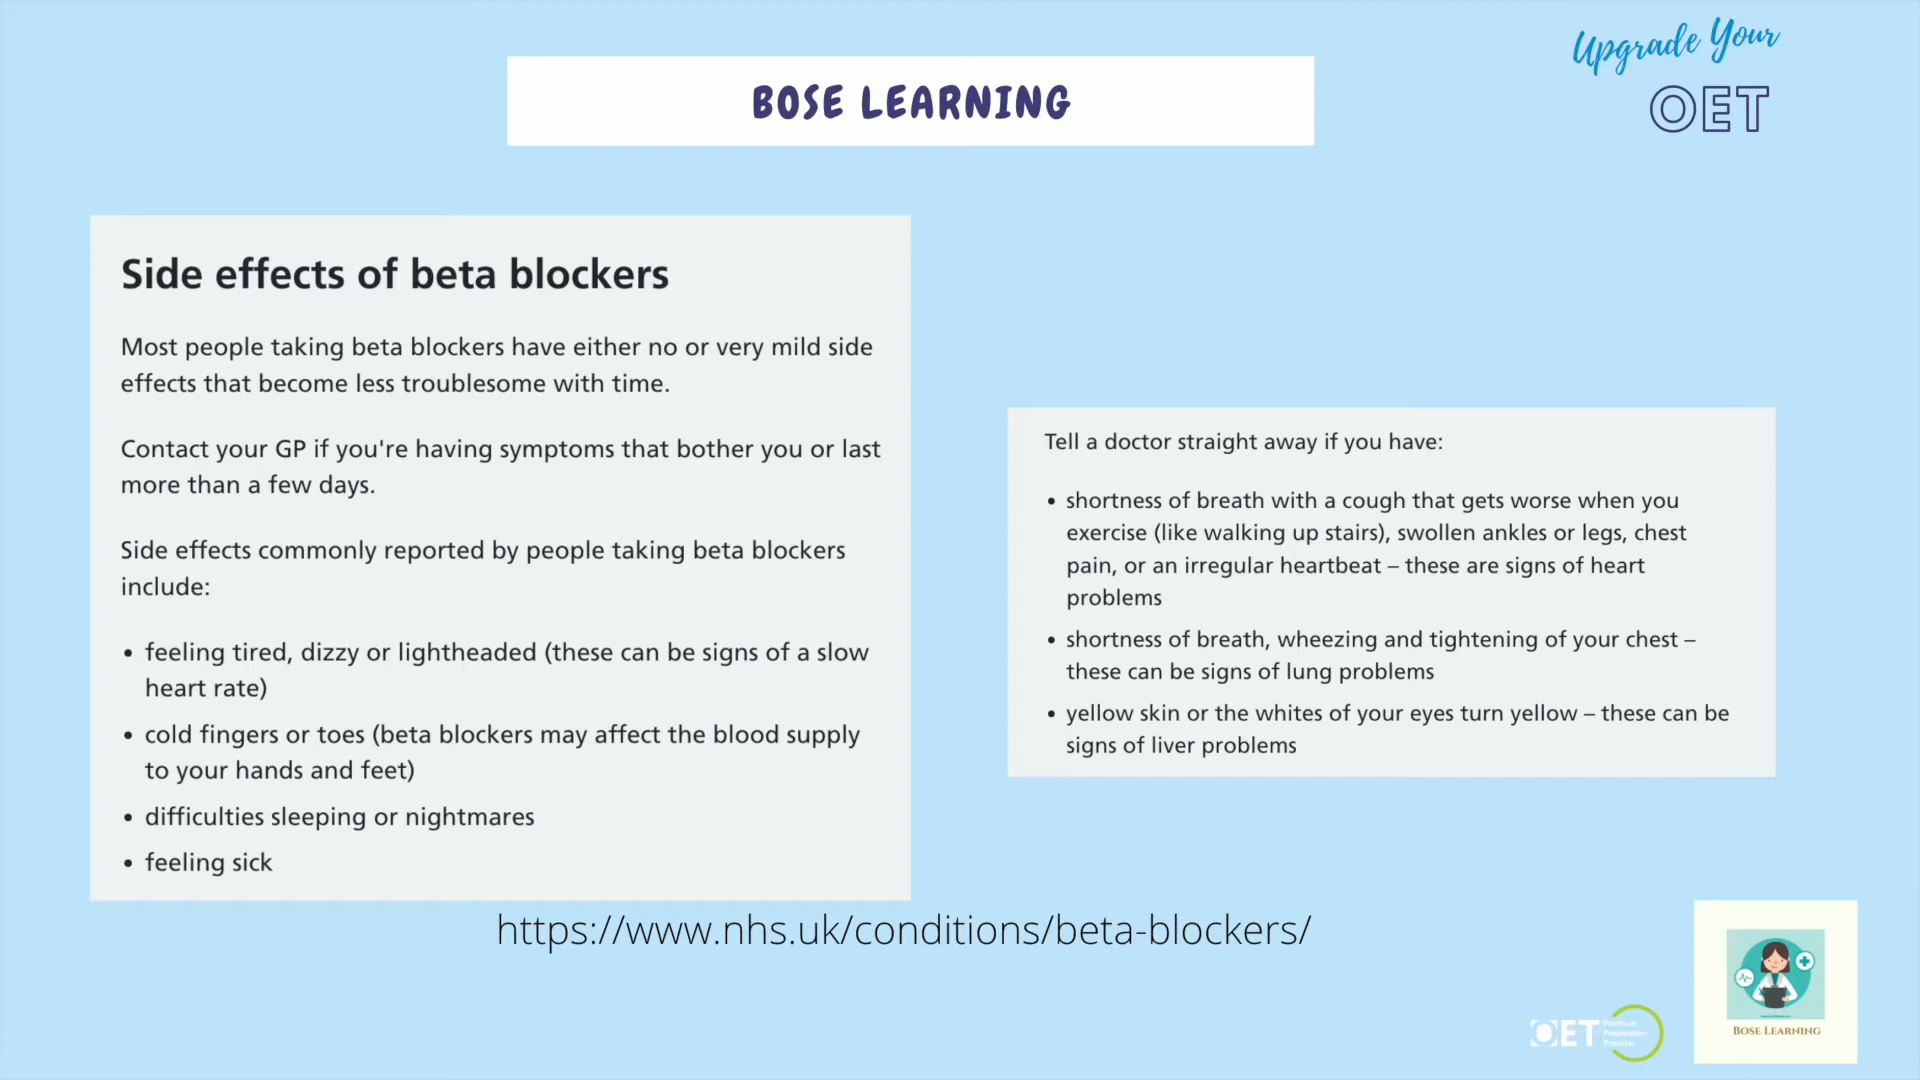 Upgrade Your
OET
BOSE LEARNING
Side effects of beta blockers
Most people taking beta blockers have either no or very mild side
effects that become less troublesome with time.
Contact your GP if you're having symptoms that bother you or last
more than a few days.
Side effects commonly reported by people taking beta blockers
include:
• feeling tired, dizzy or lightheaded (these can be signs of a slow
heart rate)
• cold fingers or toes (beta blockers may affect the blood supply
to your hands and feet)
• difficulties sleeping or nightmares
• feeling sick
Tell a doctor straight away if you have:
• shortness of breath with a cough that gets worse when you
exercise (like walking up stairs), swollen ankles or legs, chest
pain, or an irregular heartbeat – these are signs of heart
problems
• shortness of breath, wheezing and tightening of your chest –
these can be signs of lung problems
• yellow skin or the whites of your eyes turn yellow – these can be
signs of liver problems
https://www.nhs.uk/conditions/beta-blockers/
OET
Premium
Preparation
Provider
BOSE LEARNING